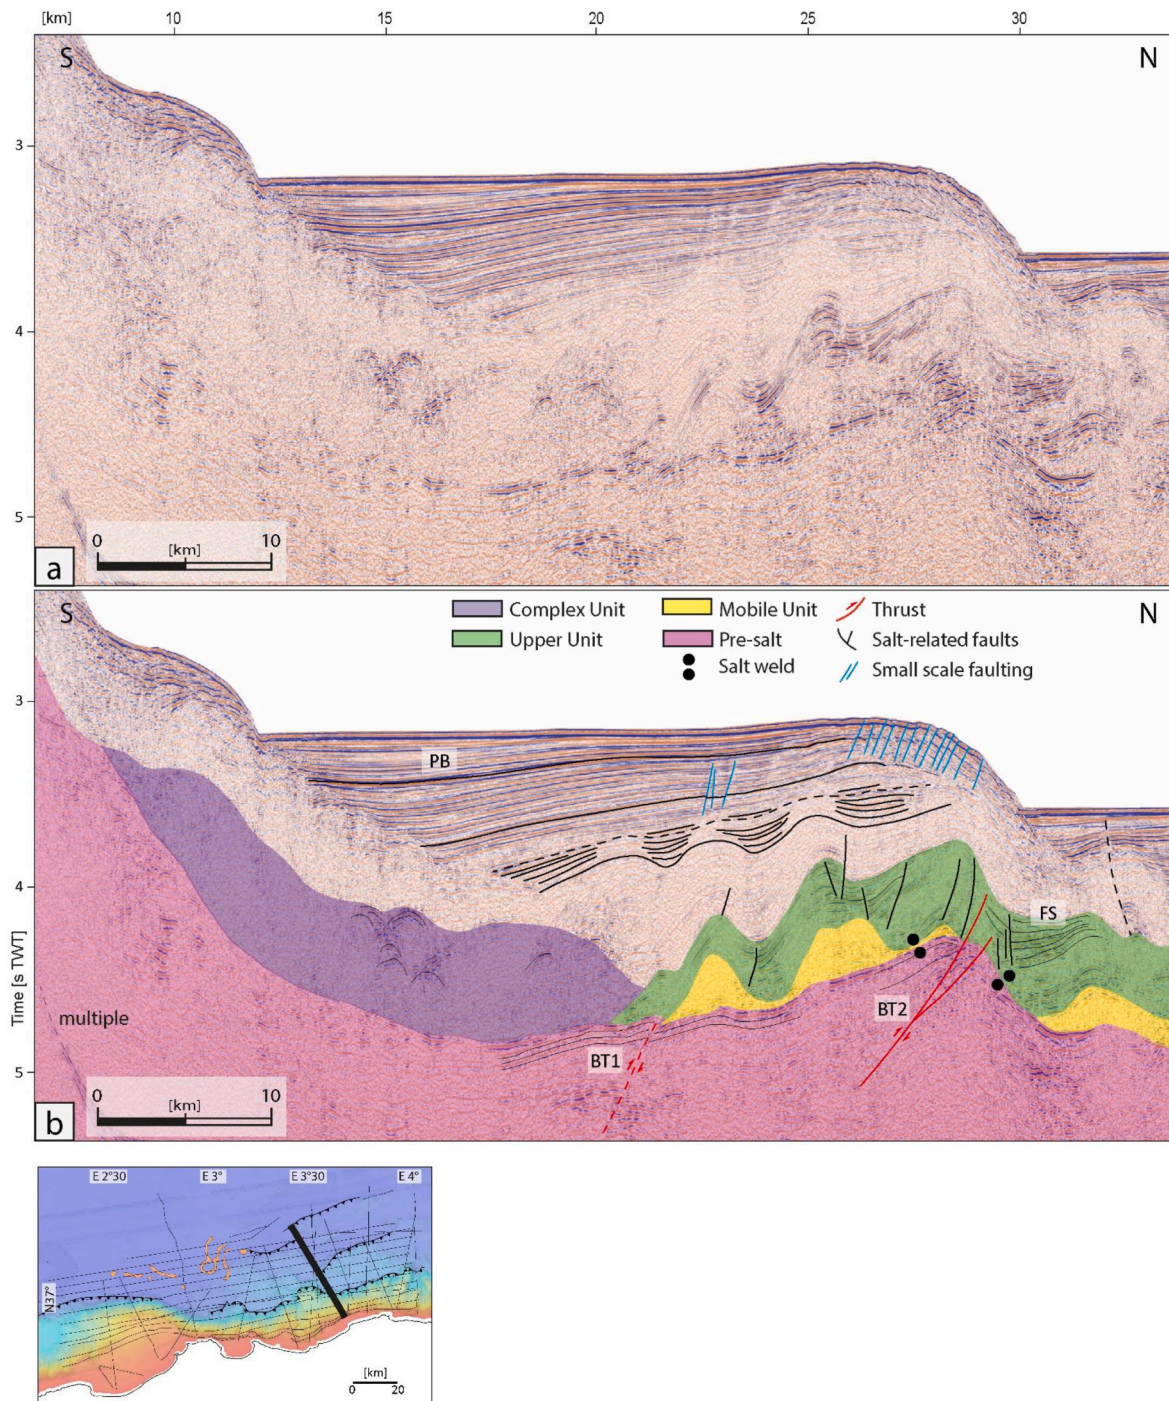 [km] 10 15 20 25 30
S N
3
4
5
0 [km] 10
a
S N
Complex Unit Mobile Unit Thrust
Upper Unit Pre-salt Salt-related faults
Salt weld Small scale faulting
3
PB
4
FS
Time [s TWT]
BT2
multiple
BT1
5
0 [km] 10
b
E 2°30 E 3° E 3°30 E 4°
N37°
[km]
0 20